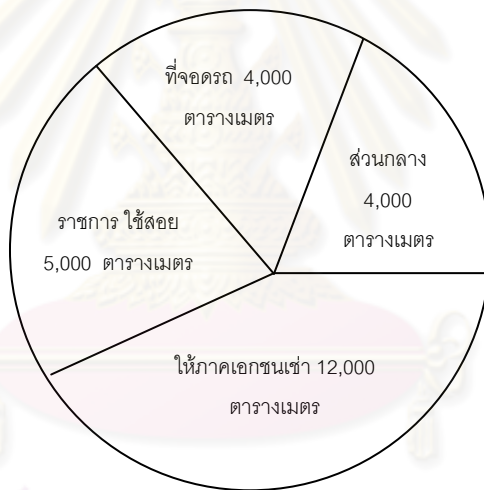 ที่จอดรถ 4,000
ตารางเมตร
ส่วนกลาง
4,000
ตารางเมตร
ราชการ ใช้สอย
5,000 ตารางเมตร
ให้ภาคเอกชนเช่า 12,000
ตารางเมตร